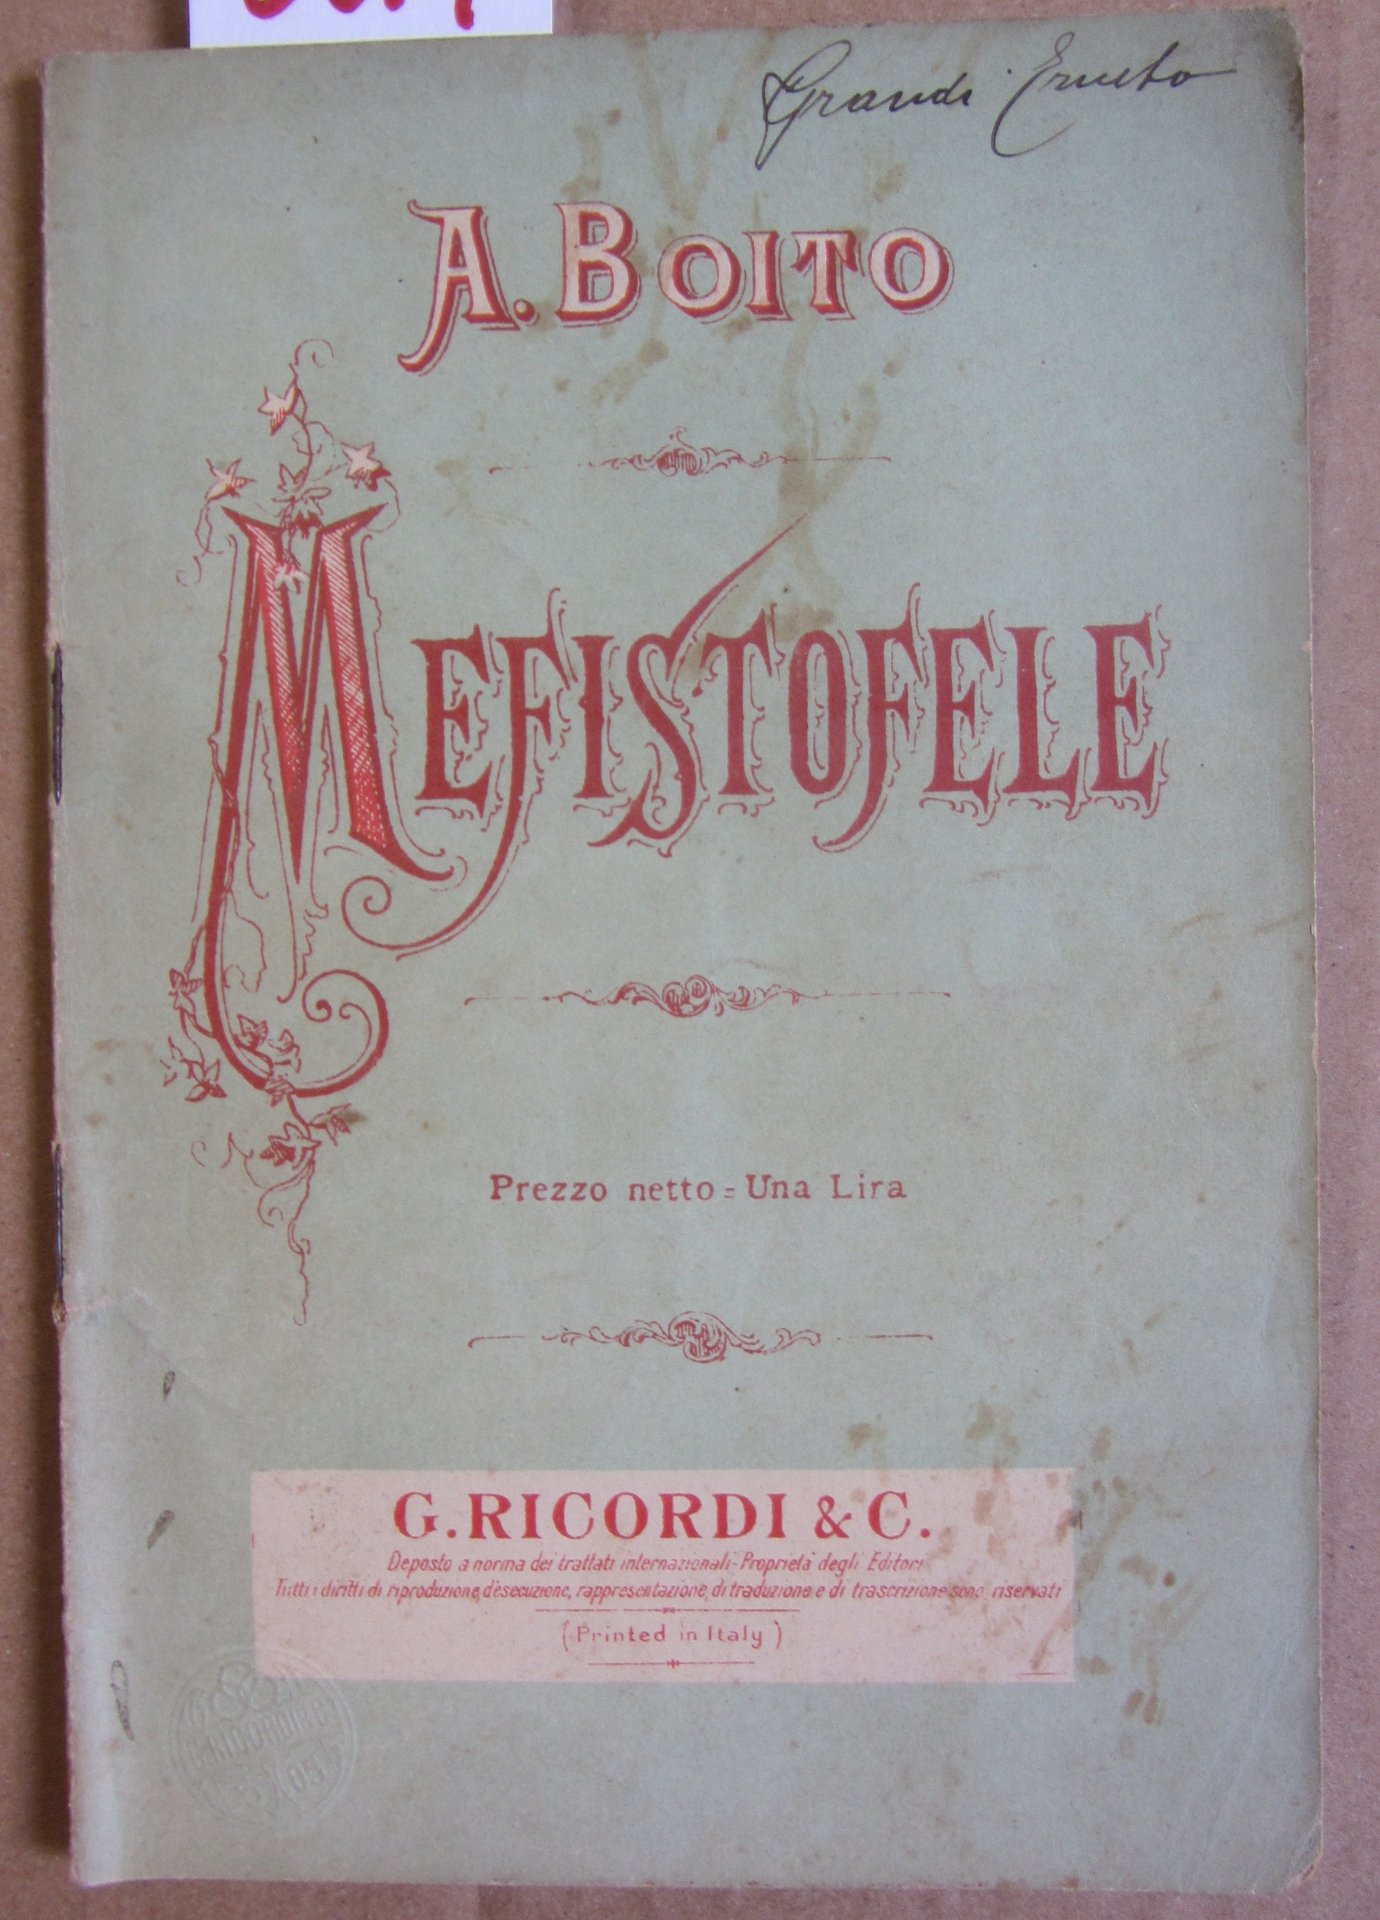 Grandi Ernesto
A. BOITO
MEFISTOFELE
Prezzo netto = Una Lira
G. RICORDI & C.
Deposto a norma dei trattati internazionali - Proprietà degli Editori
Tutti i diritti di riproduzione, d'esecuzione, rappresentazione, di traduzione e di trascrizione sono riservati
(Printed in Italy)
G. RICORDI & C.